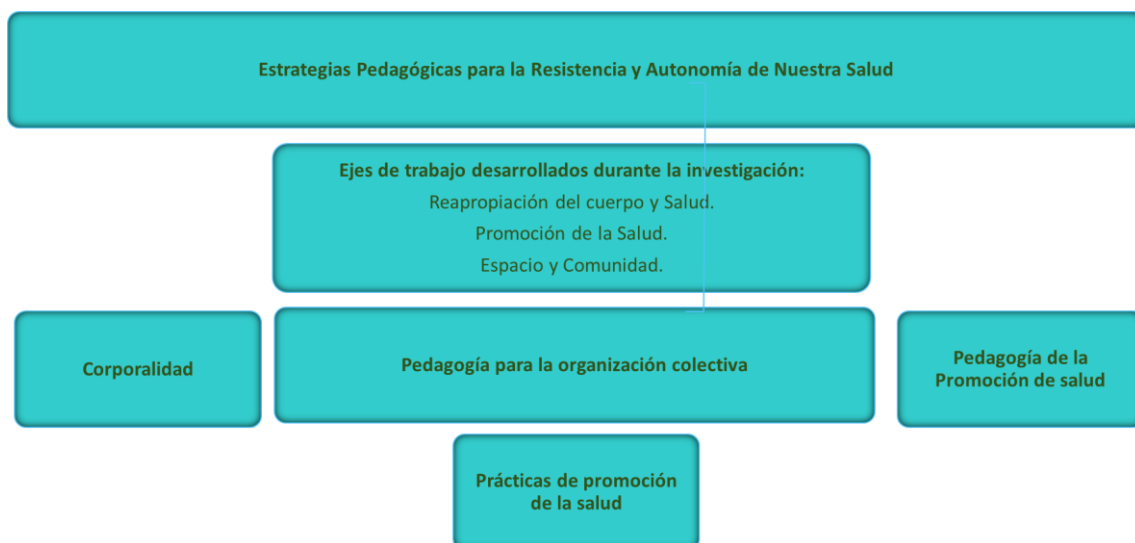 Estrategias Pedagógicas para la Resistencia y Autonomía de Nuestra Salud
Ejes de trabajo desarrollados durante la investigación:
Reapropiación del cuerpo y Salud.
Promoción de la Salud.
Espacio y Comunidad.
Corporalidad
Pedagogía para la organización colectiva
Pedagogía de la
Promoción de salud
Prácticas de promoción
de la salud